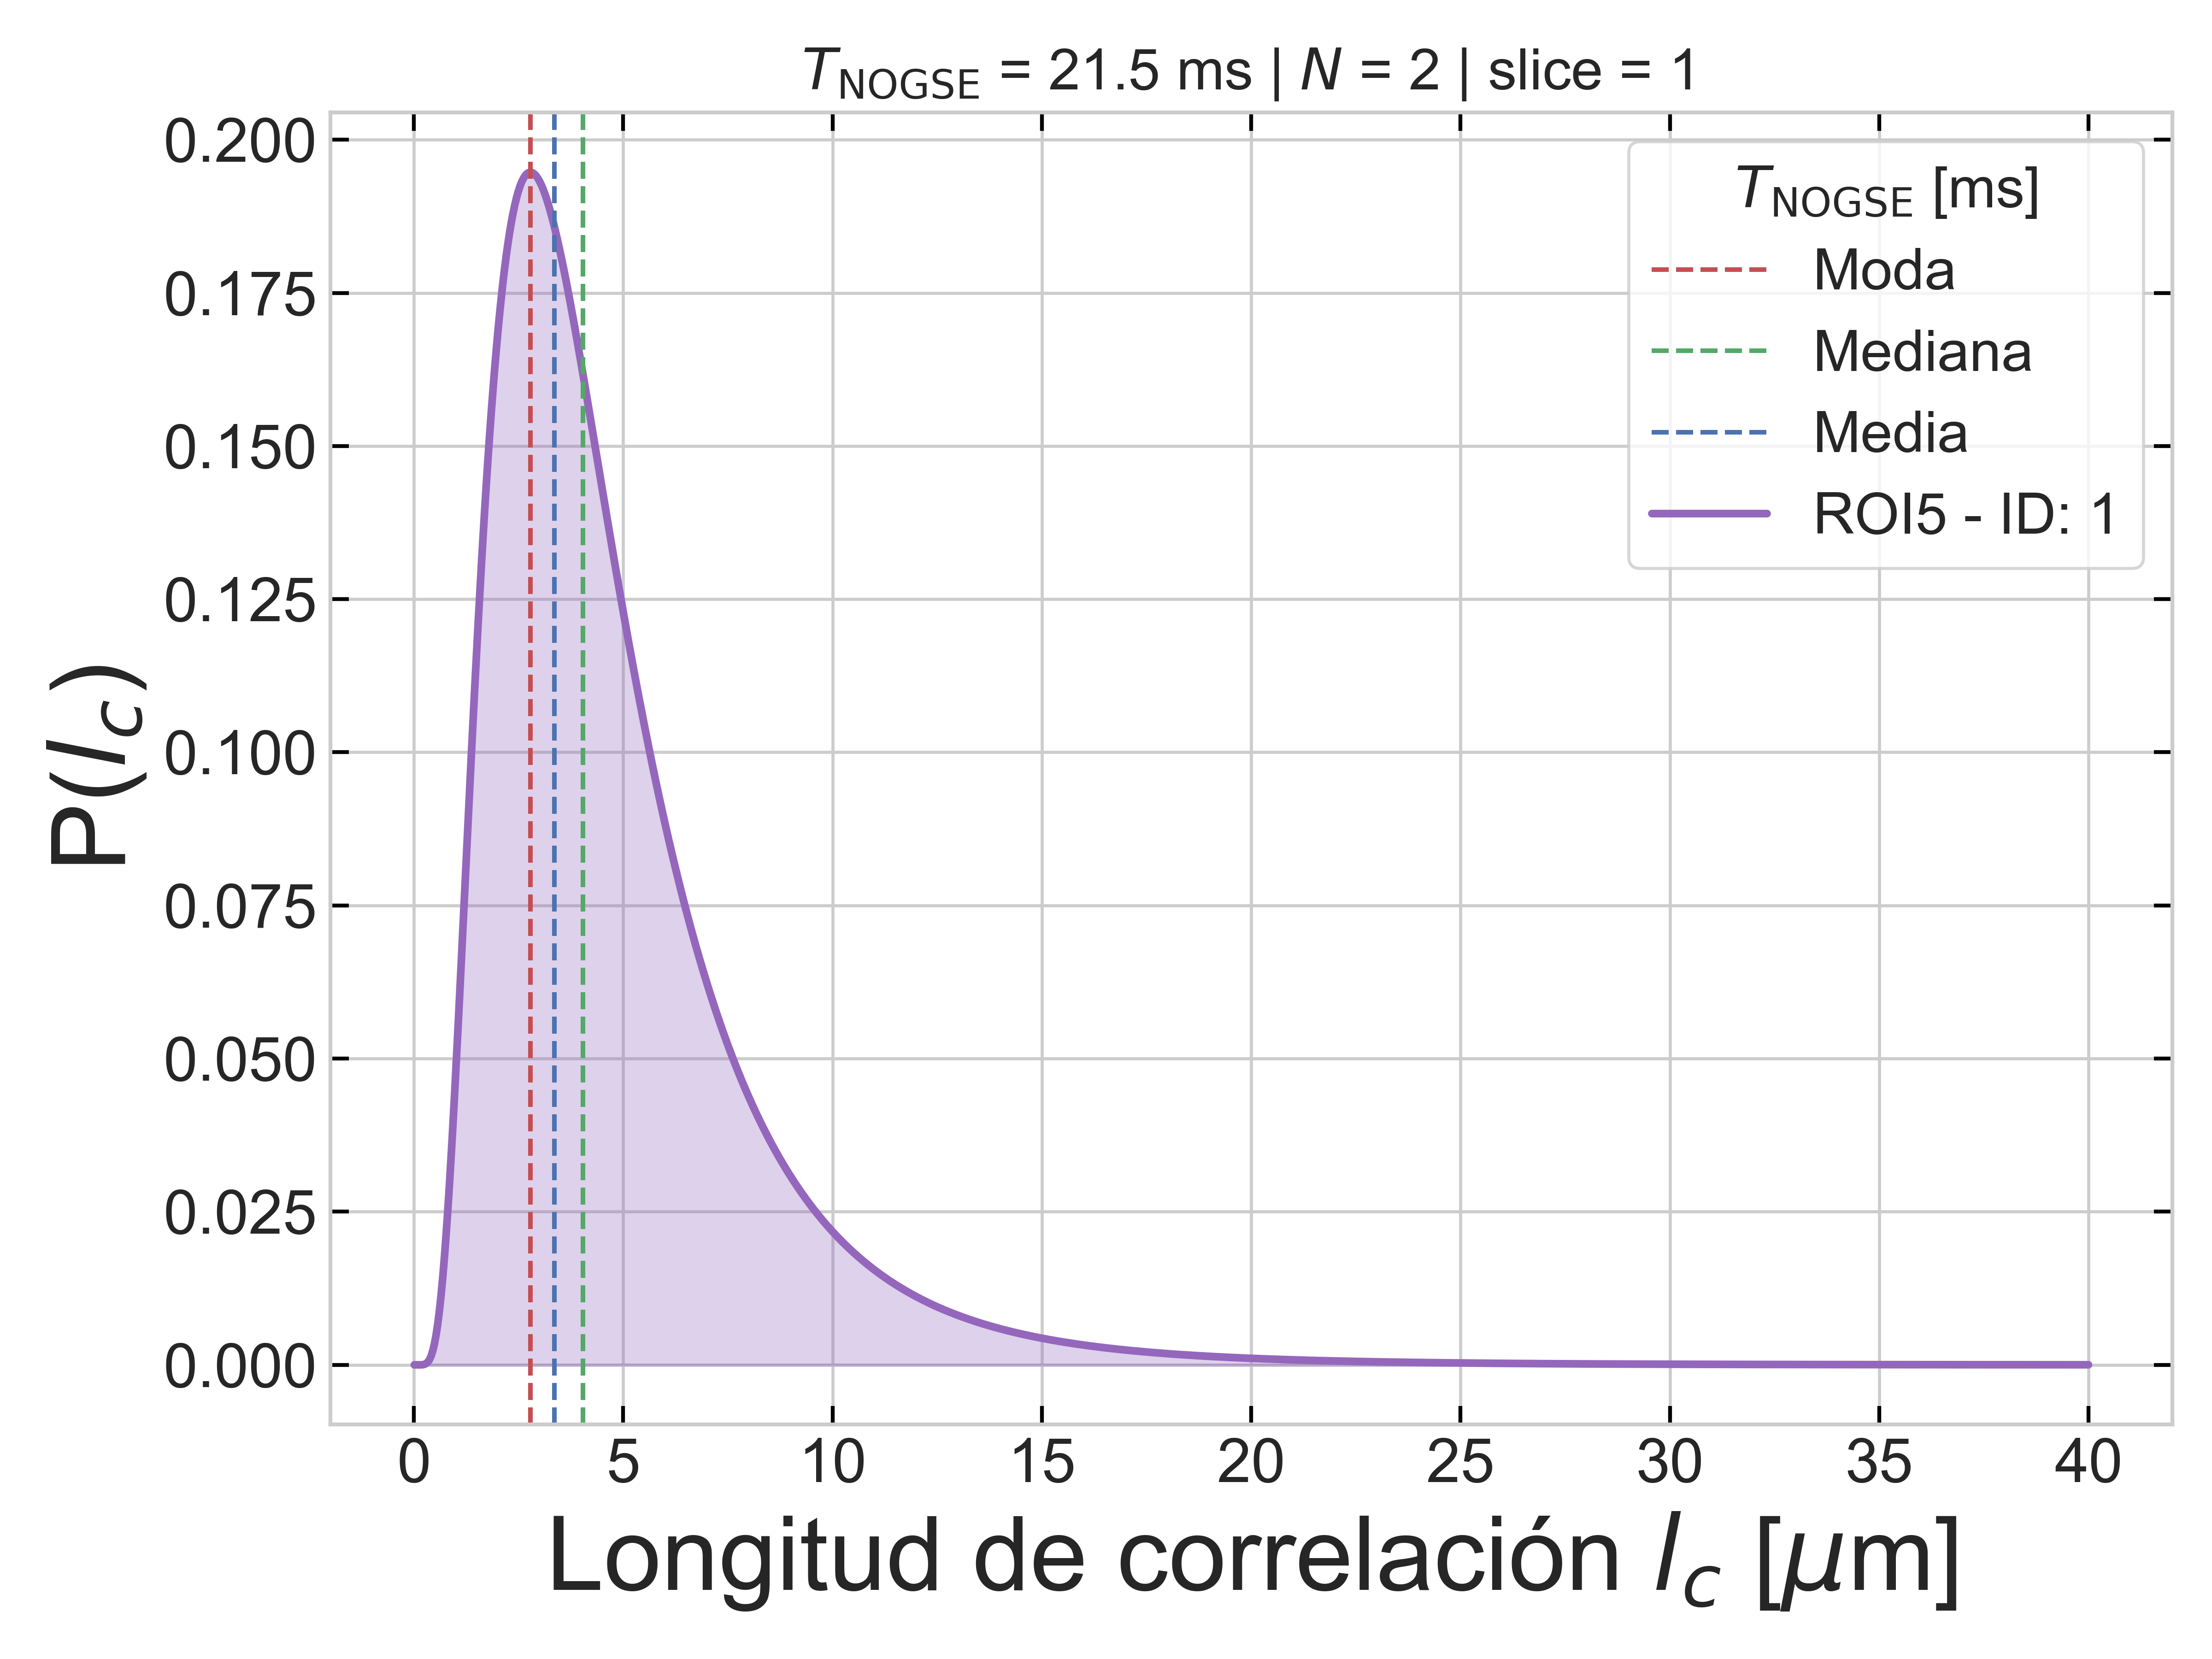 T_NOGSE = 21.5 ms | N = 2 | slice = 1
P(l_c)
0.200
0.175
0.150
0.125
0.100
0.075
0.050
0.025
0.000
T_NOGSE [ms]
Moda
Mediana
Media
ROI5 - ID: 1
0 5 10 15 20 25 30 35 40
Longitud de correlación l_c [μm]